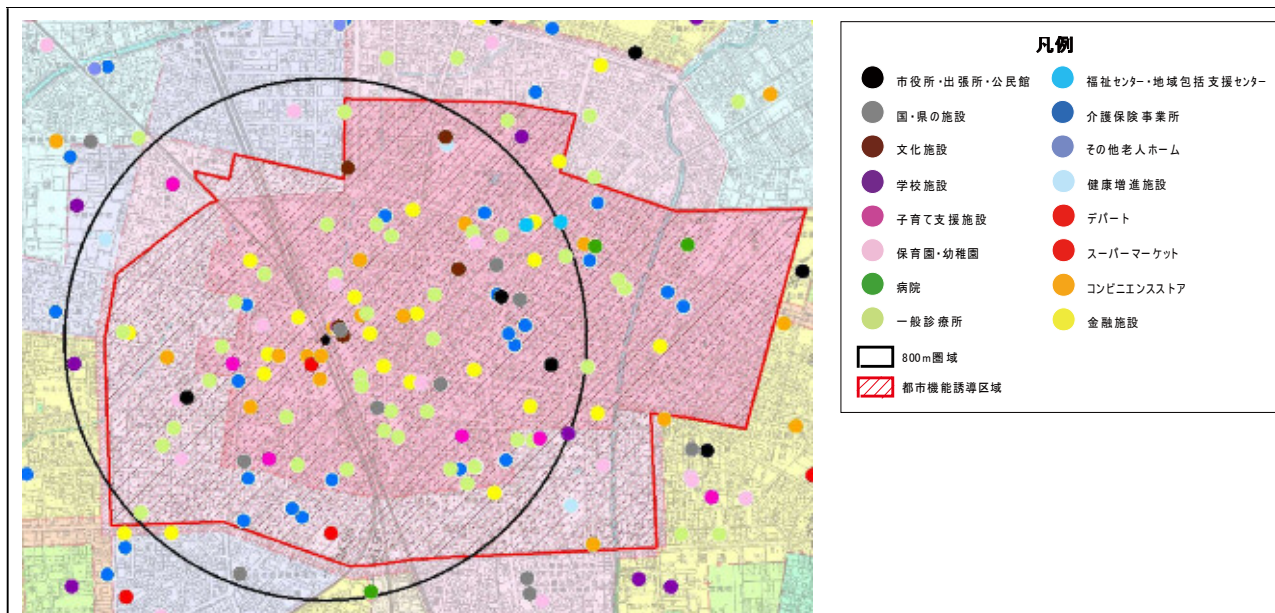 凡例
市役所・出張所・公民館
国・県の施設
文化施設
学校施設
子育て支援施設
保育園・幼稚園
病院
一般診療所
福祉センター・地域包括支援センター
介護保険事業所
その他老人ホーム
健康増進施設
デパート
スーパーマーケット
コンビニエンスストア
金融施設
800m圏域
都市機能誘導区域